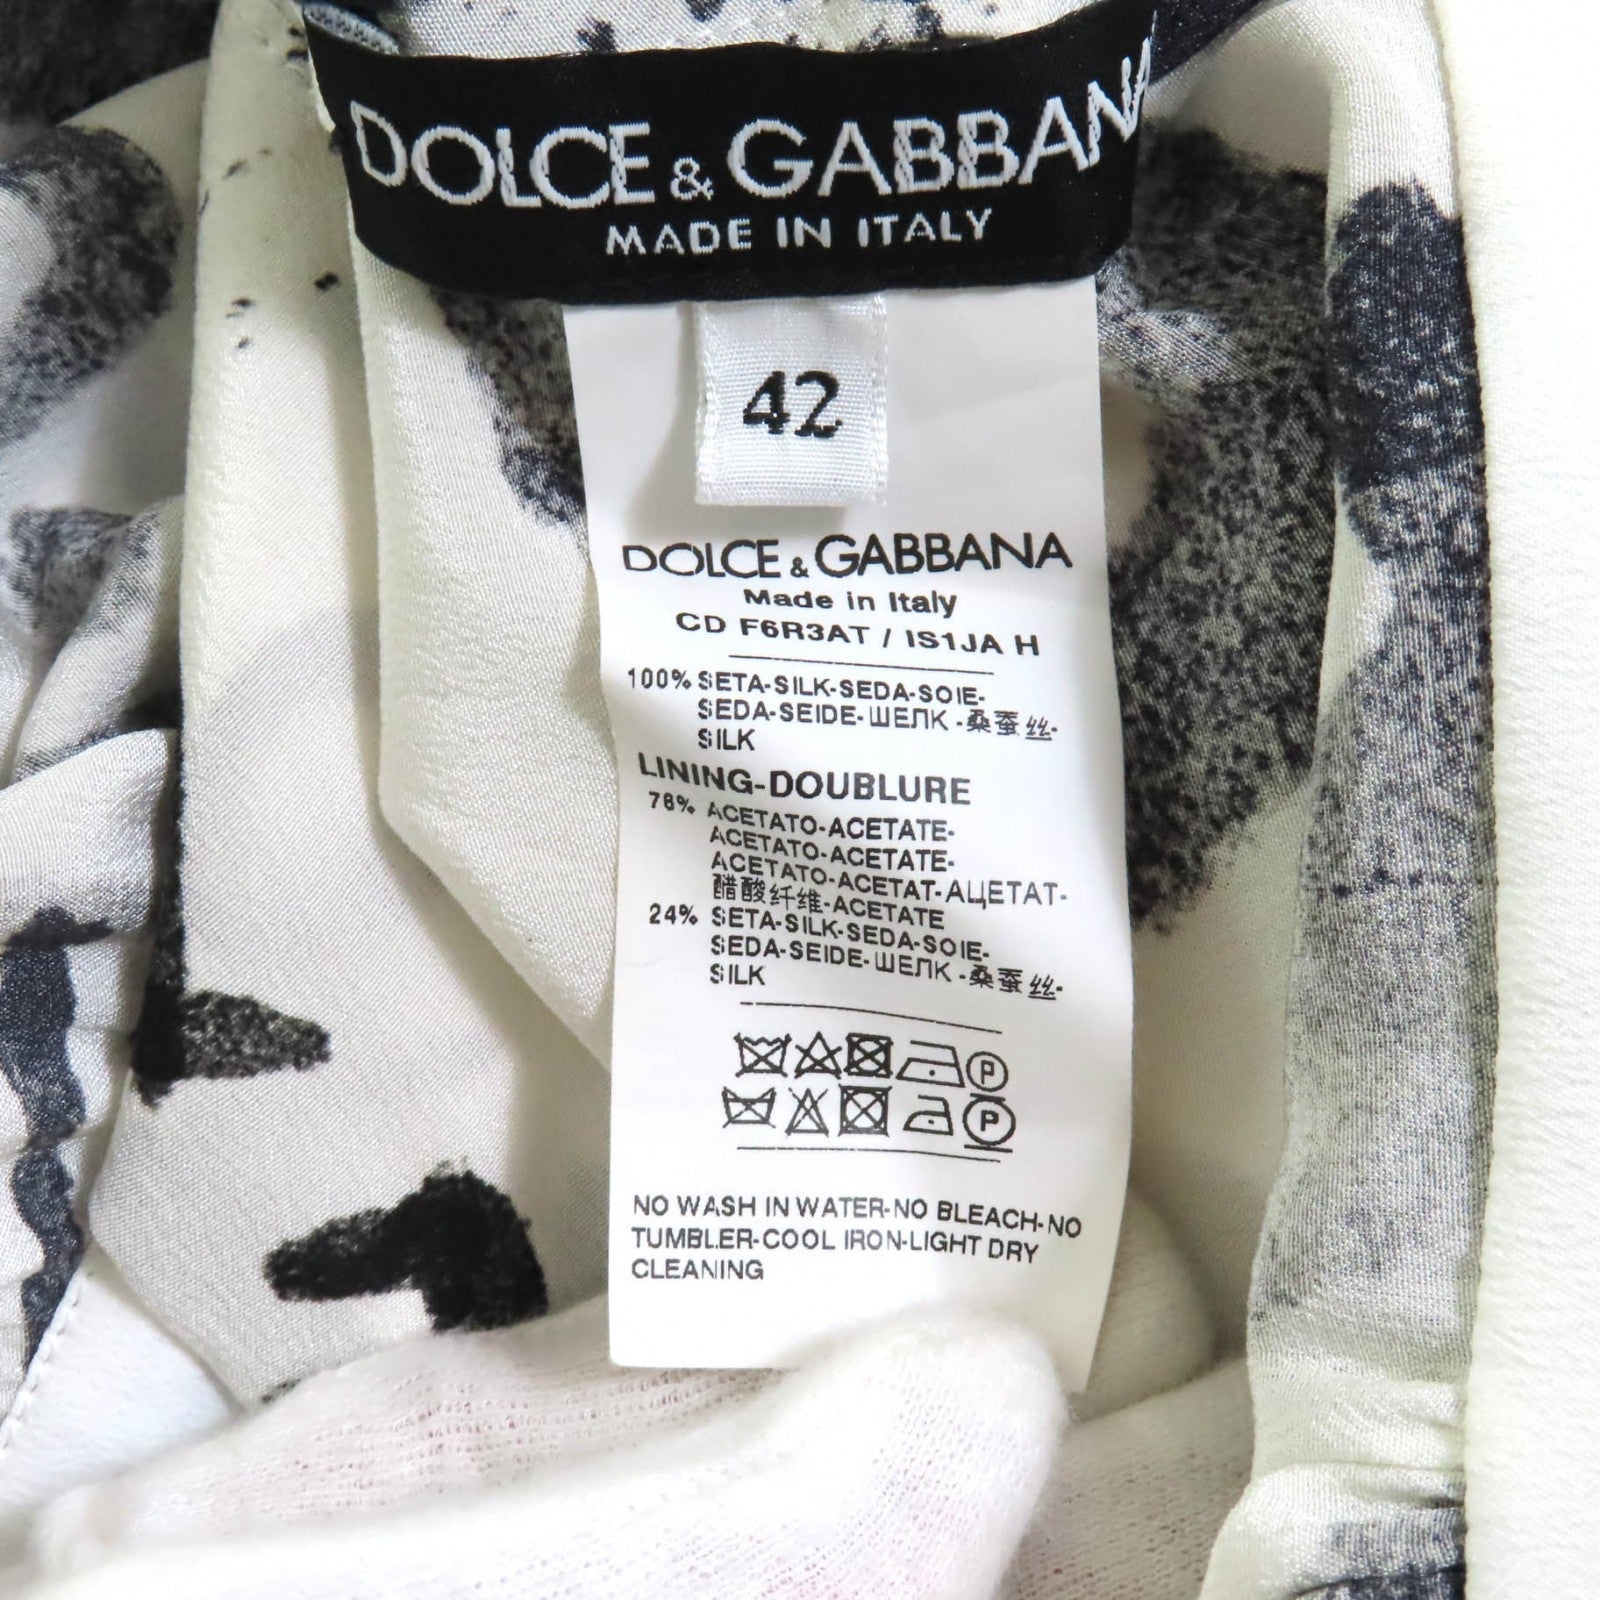 DOLCE & GABBANA
MADE IN ITALY
42
DOLCE & GABBANA
Made in Italy
CD F6R3AT / IS1JA H
100% SETA-SILK-SEDA-SOIE-
SEDA-SEIDE-ШЕЛК -桑蚕丝-
SILK
LINING-DOUBLURE
76% ACETATO-ACETATE-
ACETATO-ACETATE-
ACETATO-ACETAT-АЦЕТАТ-
醋酸纤维-ACETATE
24% SETA-SILK-SEDA-SOIE-
SEDA-SEIDE-ШЕЛК -桑蚕丝-
SILK
P
P
NO WASH IN WATER-NO BLEACH-NO
TUMBLER-COOL IRON-LIGHT DRY
CLEANING